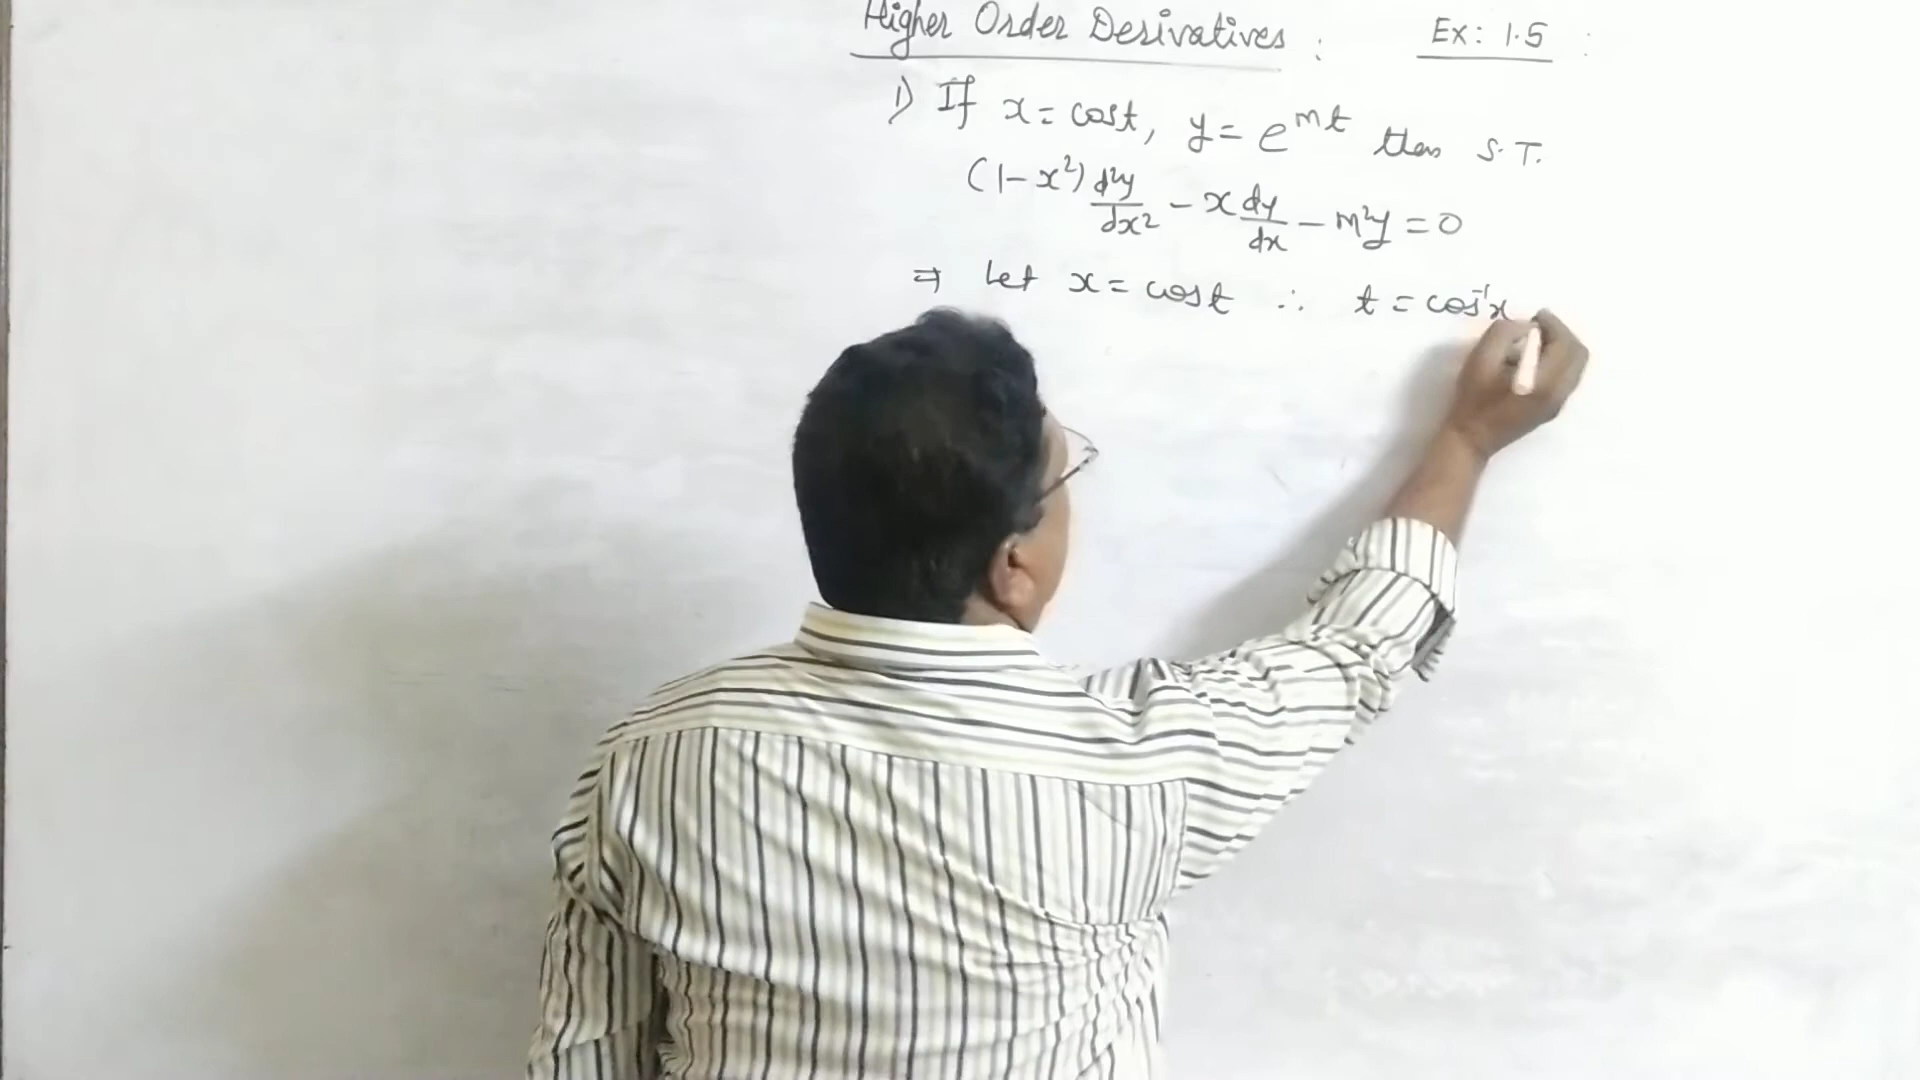 Higher Order Derivatives : Ex: 1.5
1) If x = cost, y = e^{mt} then S.T.
(1-x²) d²y/dx² - x dy/dx - m²y = 0
⇒ Let x = cost ∴ t = cos⁻¹x